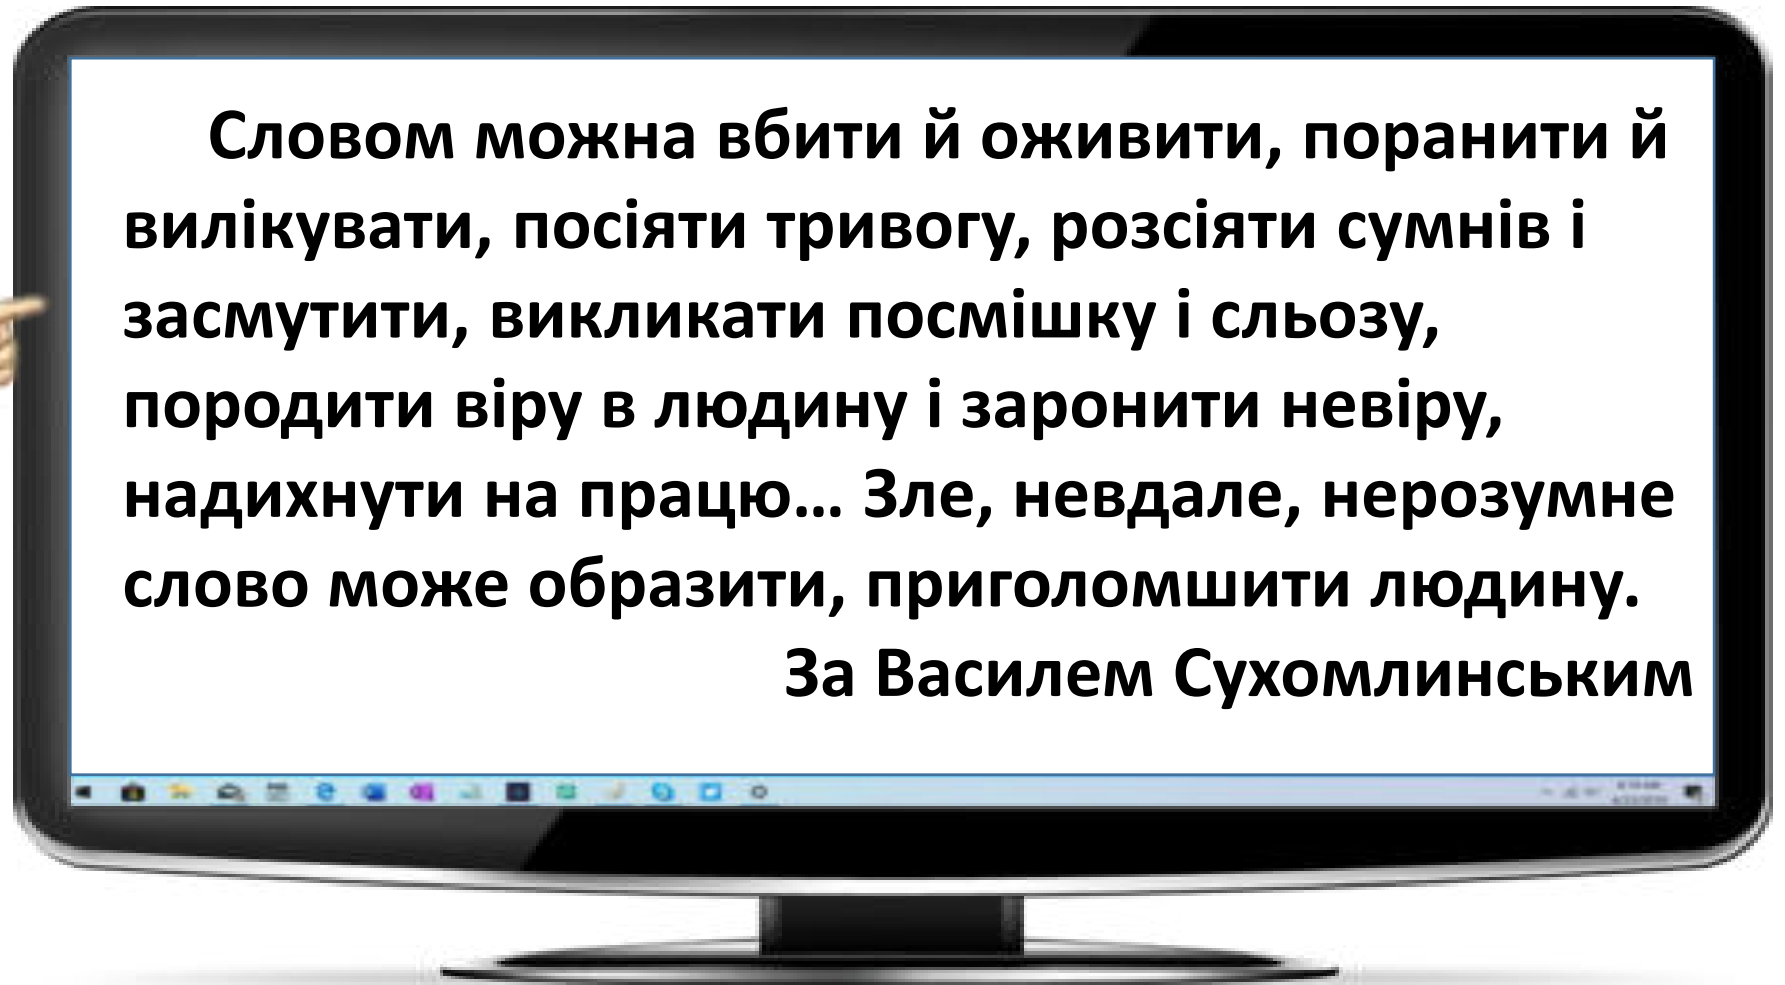 Словом можна вбити й оживити, поранити й
вилікувати, посіяти тривогу, розсіяти сумнів і
засмутити, викликати посмішку і сльозу,
породити віру в людину і заронити невіру,
надихнути на працю... Зле, невдале, нерозумне
слово може образити, приголомшити людину.
За Василем Сухомлинським